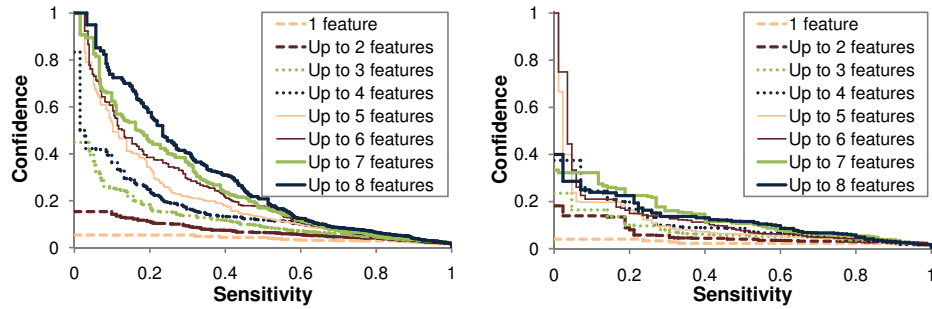 1
0.8
0.6
0.4
0.2
0
0
0.2
0.4
0.6
0.8
1
Confidence
Sensitivity
1 feature
Up to 2 features
Up to 3 features
Up to 4 features
Up to 5 features
Up to 6 features
Up to 7 features
Up to 8 features
1
0.8
0.6
0.4
0.2
0
0
0.2
0.4
0.6
0.8
1
Confidence
Sensitivity
1 feature
Up to 2 features
Up to 3 features
Up to 4 features
Up to 5 features
Up to 6 features
Up to 7 features
Up to 8 features